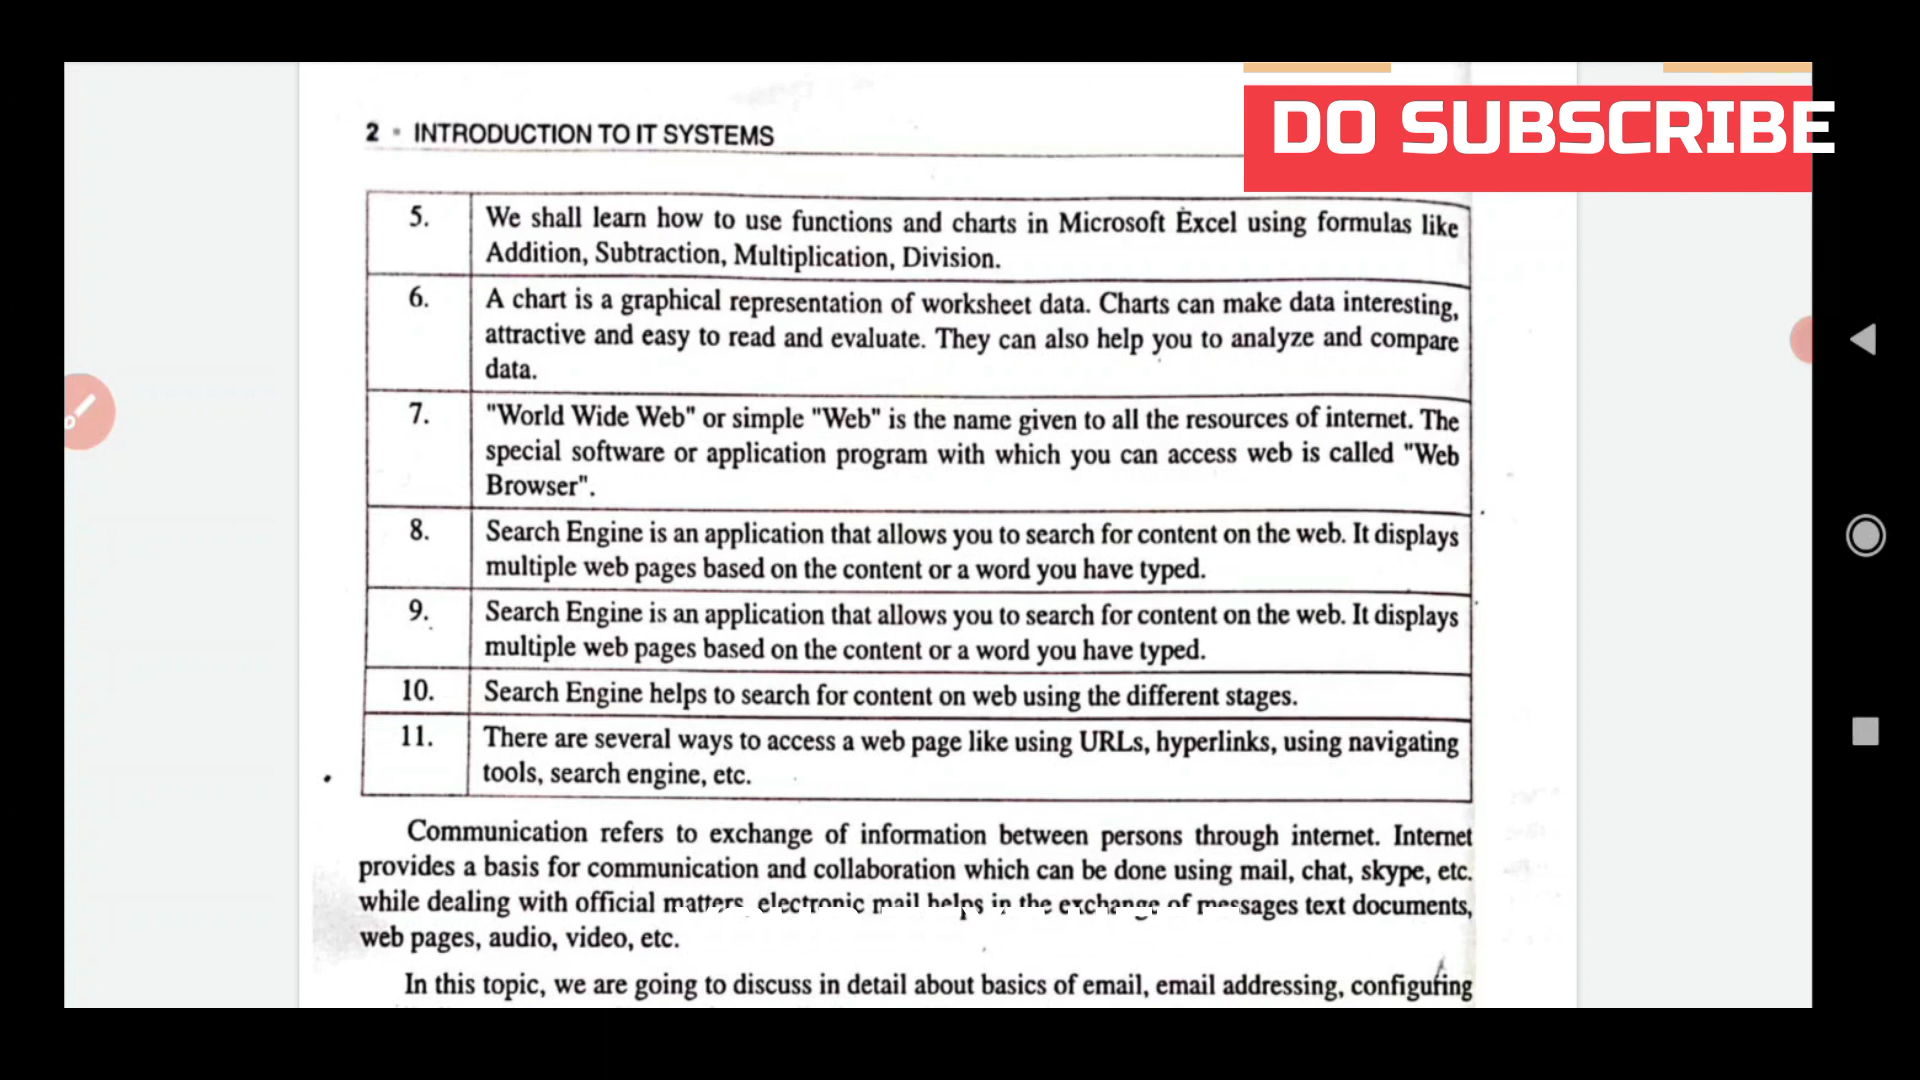 DO SUBSCRIBE
2 • INTRODUCTION TO IT SYSTEMS
5. We shall learn how to use functions and charts in Microsoft Excel using formulas like
Addition, Subtraction, Multiplication, Division.
6. A chart is a graphical representation of worksheet data. Charts can make data interesting,
attractive and easy to read and evaluate. They can also help you to analyze and compare
data.
7. "World Wide Web" or simple "Web" is the name given to all the resources of internet. The
special software or application program with which you can access web is called "Web
Browser".
8. Search Engine is an application that allows you to search for content on the web. It displays
multiple web pages based on the content or a word you have typed.
9. Search Engine is an application that allows you to search for content on the web. It displays
multiple web pages based on the content or a word you have typed.
10. Search Engine helps to search for content on web using the different stages.
11. There are several ways to access a web page like using URLs, hyperlinks, using navigating
tools, search engine, etc.
Communication refers to exchange of information between persons through internet. Internet
provides a basis for communication and collaboration which can be done using mail, chat, skype, etc.
while dealing with official matters, electronic mail helps in the exchange of messages text documents,
web pages, audio, video, etc.
In this topic, we are going to discuss in detail about basics of email, email addressing, configuring